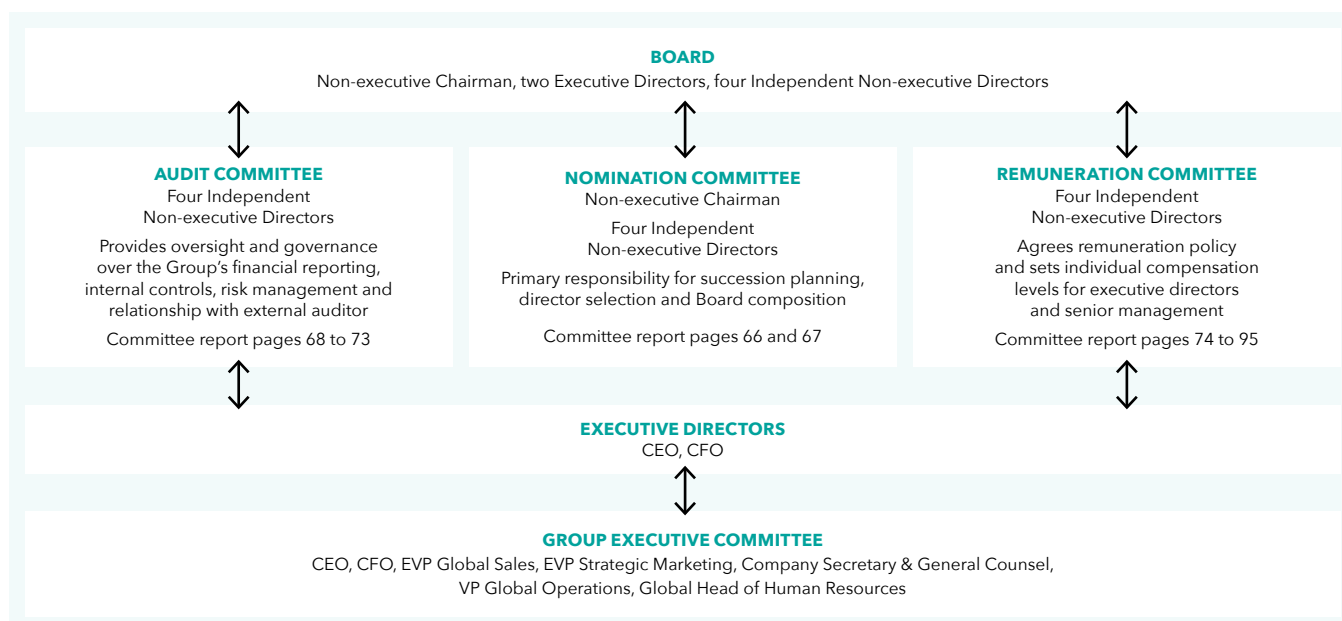 BOARD
Non-executive Chairman, two Executive Directors, four Independent Non-executive Directors
AUDIT COMMITTEE
Four Independent
Non-executive Directors
Provides oversight and governance
over the Group’s financial reporting,
internal controls, risk management and
relationship with external auditor
Committee report pages 68 to 73
NOMINATION COMMITTEE
Non-executive Chairman
Four Independent
Non-executive Directors
Primary responsibility for succession planning,
director selection and Board composition
Committee report pages 66 and 67
REMUNERATION COMMITTEE
Four Independent
Non-executive Directors
Agrees remuneration policy
and sets individual compensation
levels for executive directors
and senior management
Committee report pages 74 to 95
EXECUTIVE DIRECTORS
CEO, CFO
GROUP EXECUTIVE COMMITTEE
CEO, CFO, EVP Global Sales, EVP Strategic Marketing, Company Secretary & General Counsel,
VP Global Operations, Global Head of Human Resources